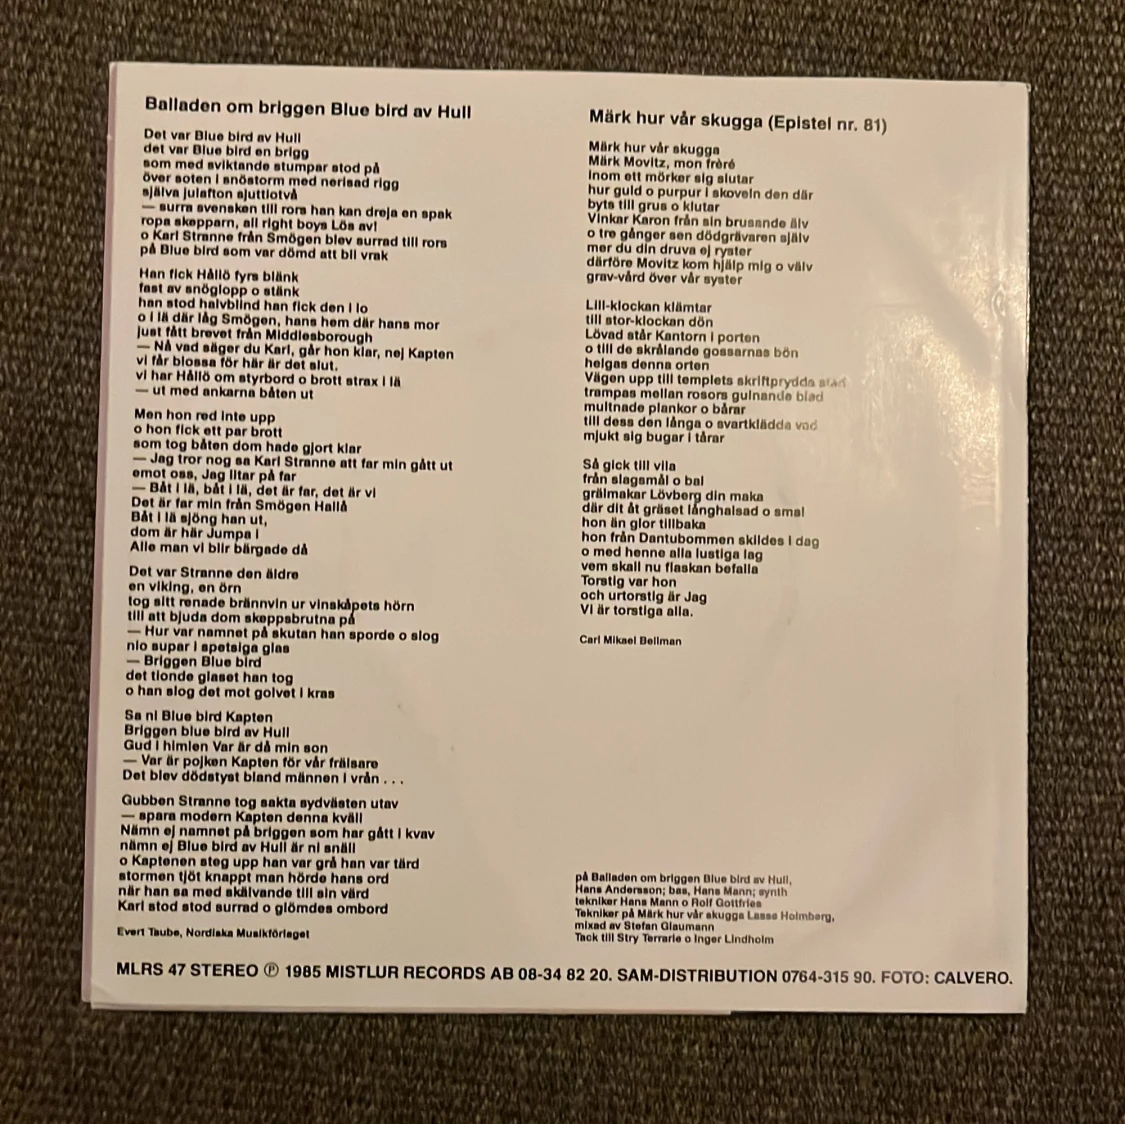 Balladen om briggen Blue bird av Hull
Det var Blue bird av Hull
det var Blue bird en brigg
som med sviktande stumpar stod på
över soten i snöstorm med nerisad rigg
själva julafton sjuttiotvå
— surra svensken till rors han kan dreja en spak
ropa skepparn, all right boys Lös av!
o Karl Stranne från Smögen blev surrad till rors
på Blue bird som var dömd att bli vrak
Han fick Hållö fyrs blänk
fast av snöglopp o stänk
han stod halvblind han fick den i lo
o i lä där låg Smögen, hans hem där hans mor
just fått brevet från Middlesborough
— Nå vad säger du Karl, går hon klar, nej Kapten
vi får blossa för här är det slut.
vi har Hållö om styrbord o brott strax i lä
— ut med ankarna båten ut
Men hon red inte upp
o hon fick ett par brott
som tog båten dom hade gjort klar
— Jag tror nog sa Karl Stranne att far min gått ut
emot oss, Jag litar på far
— Båt i lä, båt i lä, det är far, det är vi
Det är far min från Smögen Hallå
Båt i lä sjöng han ut,
dom är här Jumpa i
Alle man vi blir bärgade då
Det var Stranne den äldre
en viking, en örn
tog sitt renade brännvin ur vinskåpets hörn
till att bjuda dom skeppsbrutna på
— Hur var namnet på skutan han sporde o slog
nio supar i spetsiga glas
— Briggen Blue bird
det tionde glaset han tog
o han slog det mot golvet i kras
Sa ni Blue bird Kapten
Briggen blue bird av Hull
Gud i himlen Var är då min son
— Var är pojken Kapten för vår frälsare
Det blev dödstyst bland männen i vrån . . .
Gubben Stranne tog sakta sydvästen utav
— spara modern Kapten denna kväll
Nämn ej namnet på briggen som har gått i kvav
nämn ej Blue bird av Hull är ni snäll
o Kaptenen steg upp han var grå han var tärd
stormen tjöt knappt man hörde hans ord
när han sa med skälvande till sin värd
Karl stod stod surrad o glömdes ombord
Evert Taube, Nordiska Musikförlaget
Märk hur vår skugga (Epistel nr. 81)
Märk hur vår skugga
Märk Movitz, mon frèré
Inom ett mörker sig slutar
hur guld o purpur i skoveln den där
byts till grus o klutar
Vinkar Karon från sin brusande älv
o tre gånger sen dödgrävaren själv
mer du din druva ej ryster
därföre Movitz kom hjälp mig o välv
grav-vård över vår syster
Lill-klockan klämtar
till stor-klockan dön
Lövad står Kantorn i porten
o till de skrålande gossarnas bön
helgas denna orten
Vägen upp till templets skriftprydda stad
trampas mellan rosors gulnande blad
multnade plankor o bårar
till dess den långa o svartklädda vad
mjukt sig bugar i tårar
Så gick till vila
från slagsmål o bal
grälmakar Lövberg din maka
där dit åt gräset långhalsad o smal
hon än glor tillbaka
hon från Dantubommen skildes i dag
o med henne alla lustiga lag
vem skall nu flaskan befalla
Torstig var hon
och urtorstig är Jag
Vi är torstiga alla.
Carl Mikael Bellman
på Balladen om briggen Blue bird av Hull,
Hans Andersson; bas, Hans Mann; synth
tekniker Hans Mann o Rolf Gottfries
Tekniker på Märk hur vår skugga Lasse Holmberg,
mixad av Stefan Glaumann
Tack till Stry Terrarie o Inger Lindholm
MLRS 47 STEREO ℗ 1985 MISTLUR RECORDS AB 08-34 82 20. SAM-DISTRIBUTION 0764-315 90. FOTO: CALVERO.